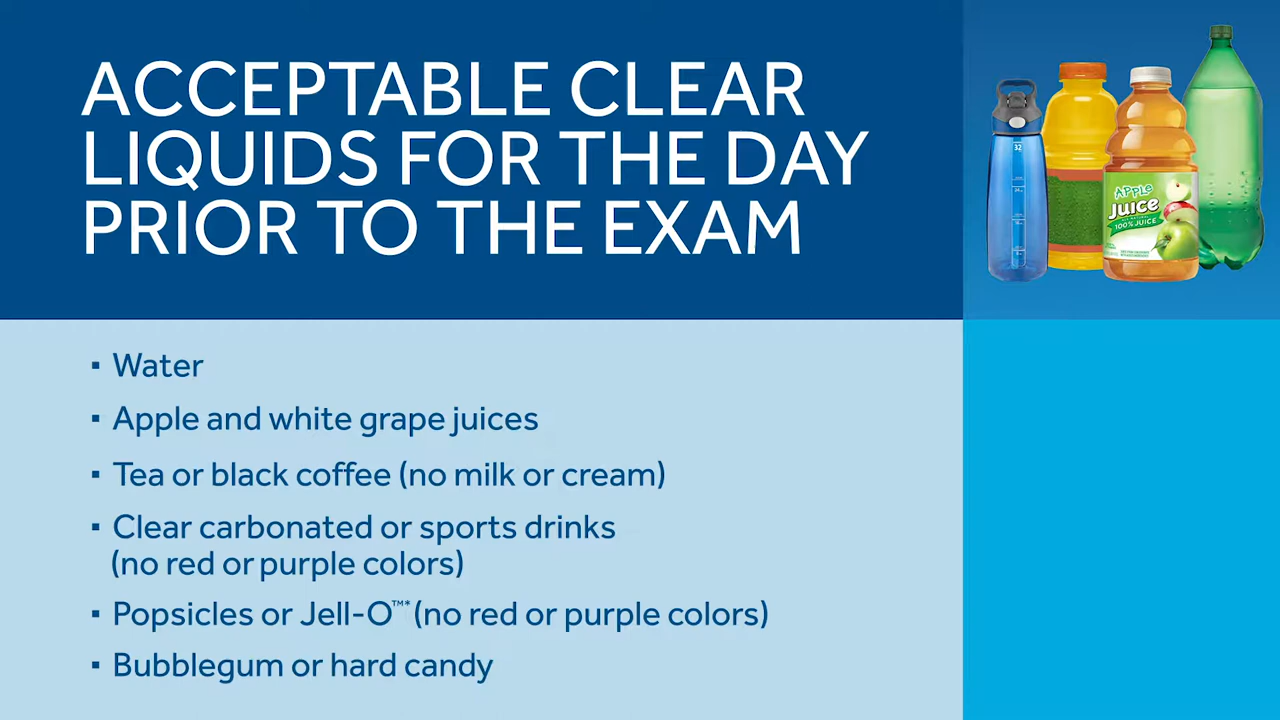 ACCEPTABLE CLEAR
LIQUIDS FOR THE DAY
PRIOR TO THE EXAM
32
APPLE
Juice
100% JUICE
▪ Water
▪ Apple and white grape juices
▪ Tea or black coffee (no milk or cream)
▪ Clear carbonated or sports drinks
(no red or purple colors)
▪ Popsicles or Jell-O™* (no red or purple colors)
▪ Bubblegum or hard candy